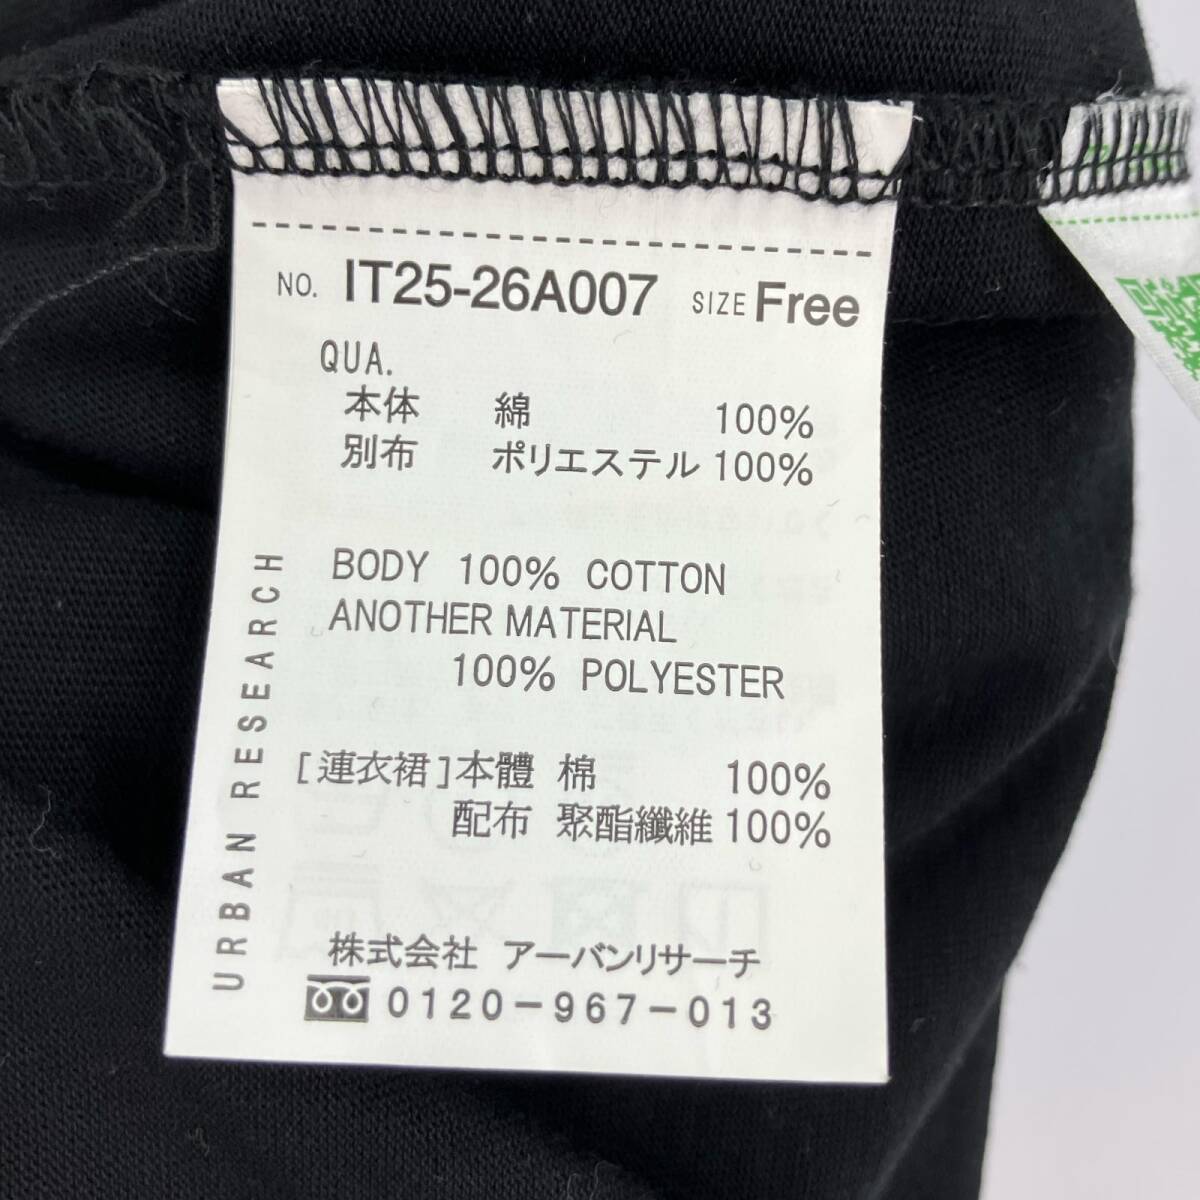 NO. IT25-26A007 SIZE Free
QUA.
本体 綿 100%
別布 ポリエステル 100%
BODY 100% COTTON
ANOTHER MATERIAL
100% POLYESTER
[連衣裙]本體 棉 100%
配布 聚酯纖維 100%
URBAN RESEARCH
株式会社 アーバンリサーチ
0120-967-013